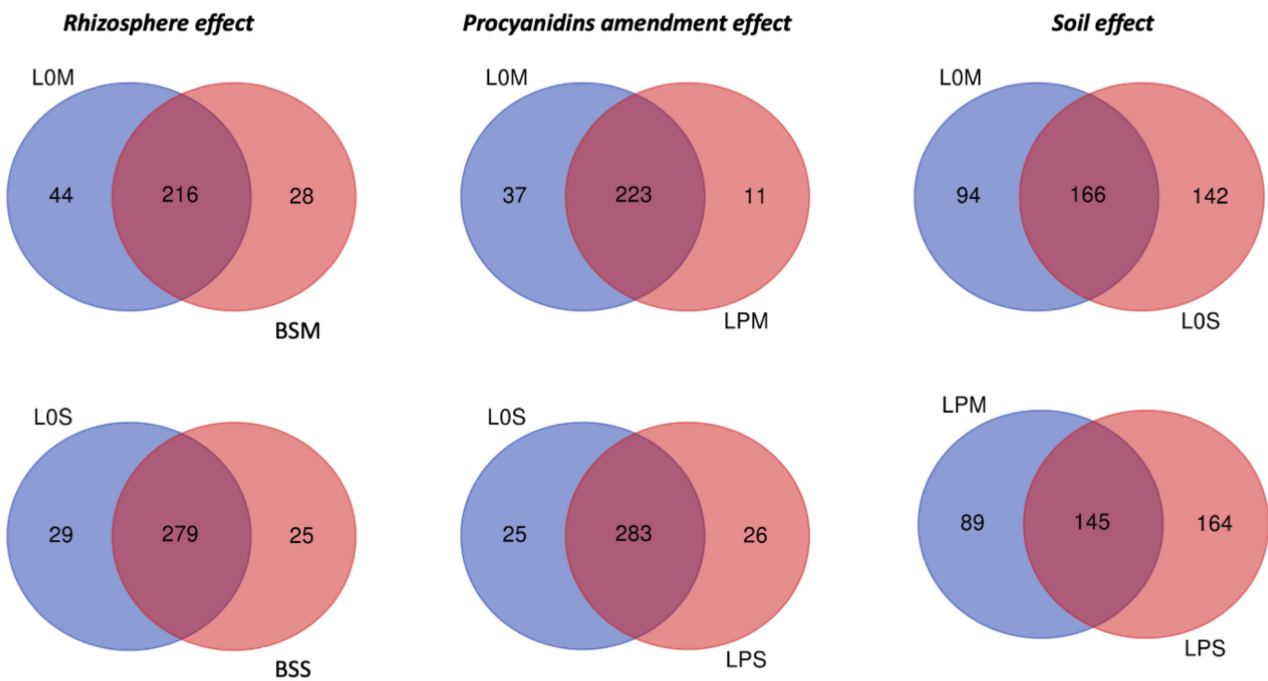 Rhizosphere effect
Procyanidins amendment effect
Soil effect
L0M
44
216
28
BSM
L0M
37
223
11
LPM
L0M
94
166
142
L0S
L0S
29
279
25
BSS
L0S
25
283
26
LPS
LPM
89
145
164
LPS